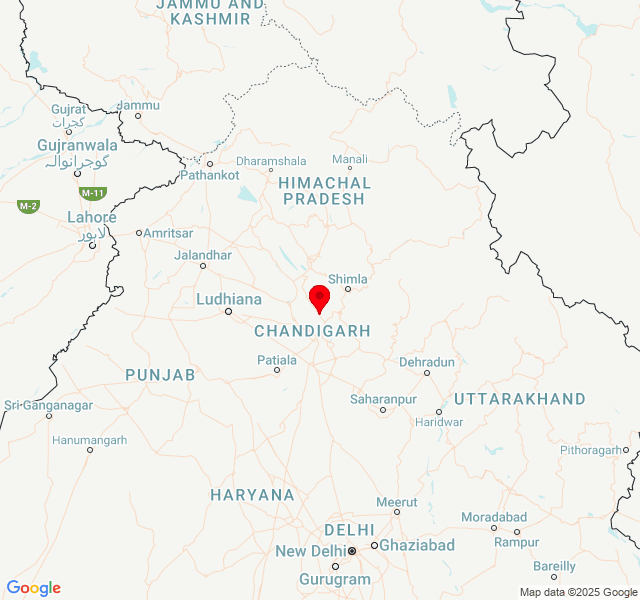 JAMMU AND
KASHMIR
Gujrat
گجرات
Jammu
Gujranwala
گوجرانوالہ
Dharamshala
Manali
Pathankot
HIMACHAL
PRADESH
M-11
M-2
Lahore
لاہور
Amritsar
Jalandhar
Shimla
Ludhiana
CHANDIGARH
Patiala
Dehradun
PUNJAB
Saharanpur
UTTARAKHAND
Sri Ganganagar
Haridwar
Hanumangarh
Pithoragarh
HARYANA
Meerut
Moradabad
DELHI
Rampur
New Delhi
Ghaziabad
Gurugram
Bareilly
Google
Map data ©2025 Google